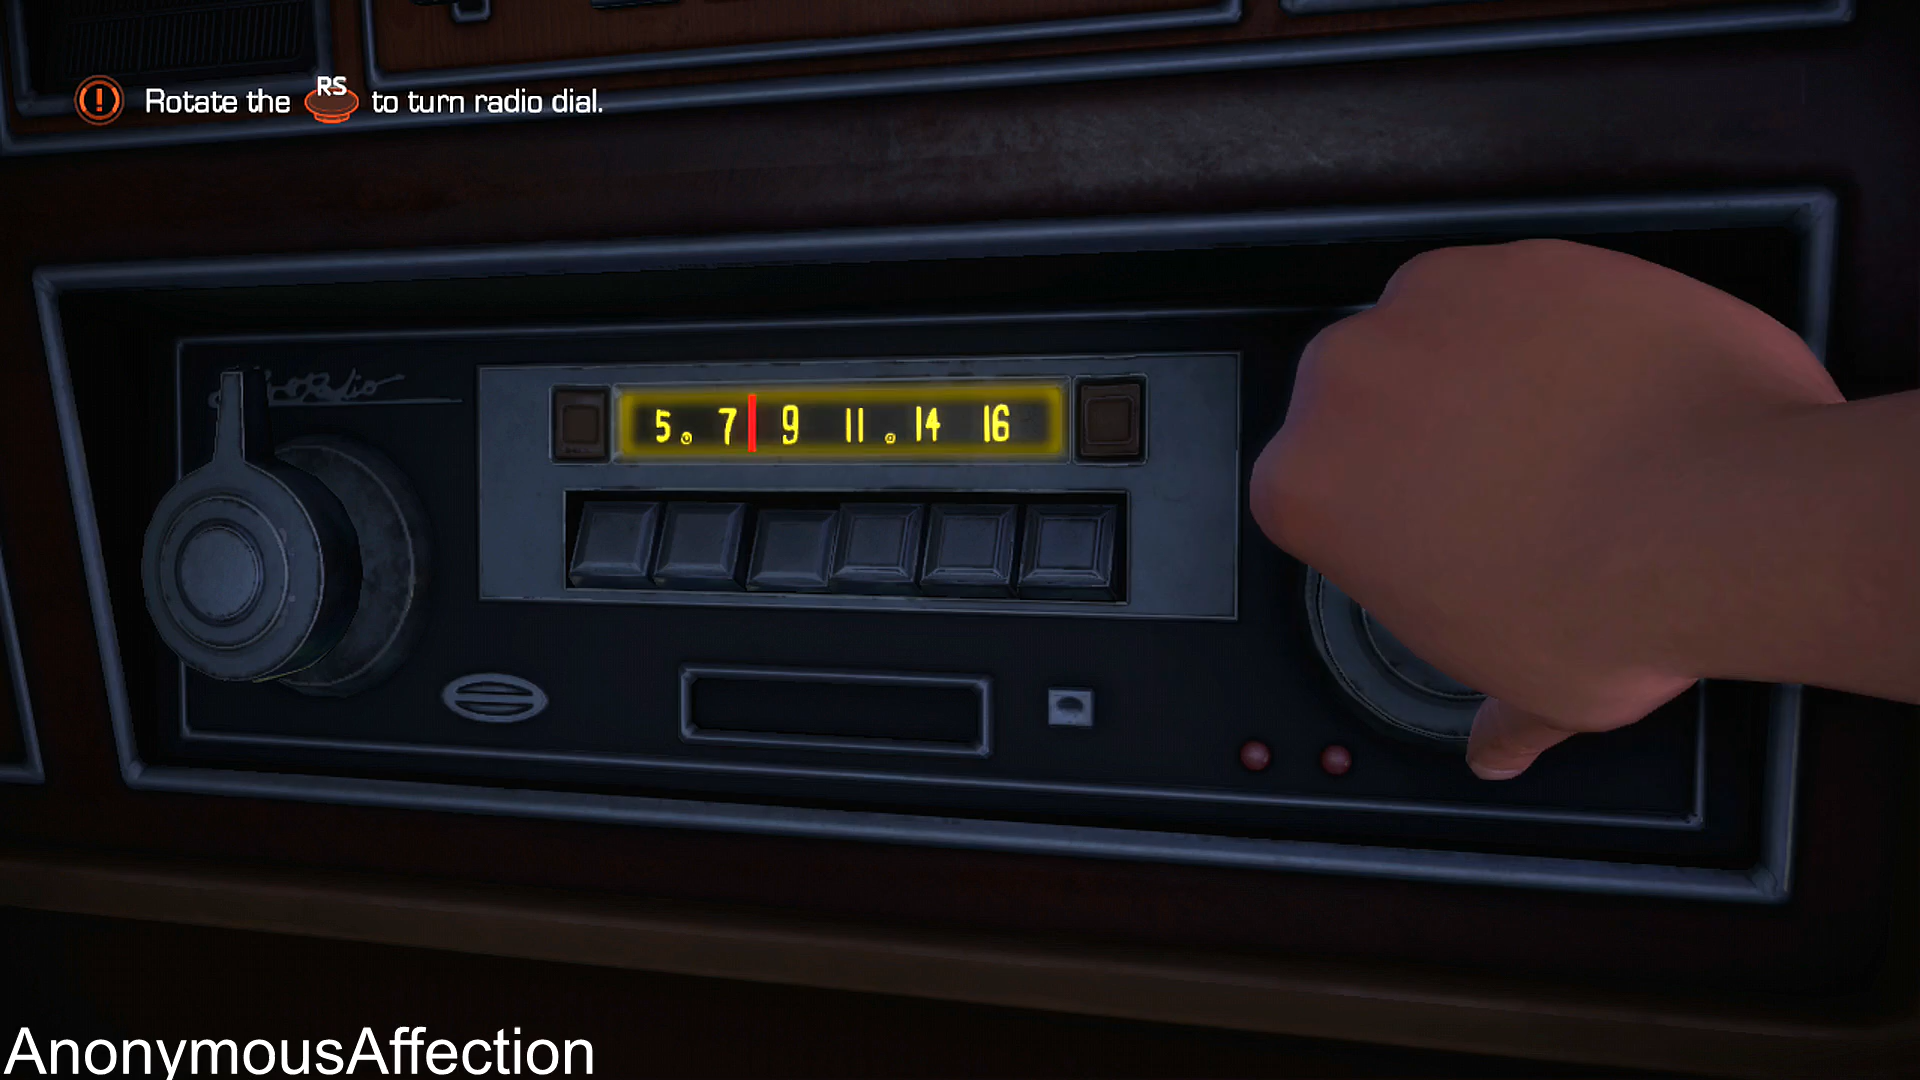 ! Rotate the RS to turn radio dial.
5. 7 9 11. 14 16
AnonymousAffection